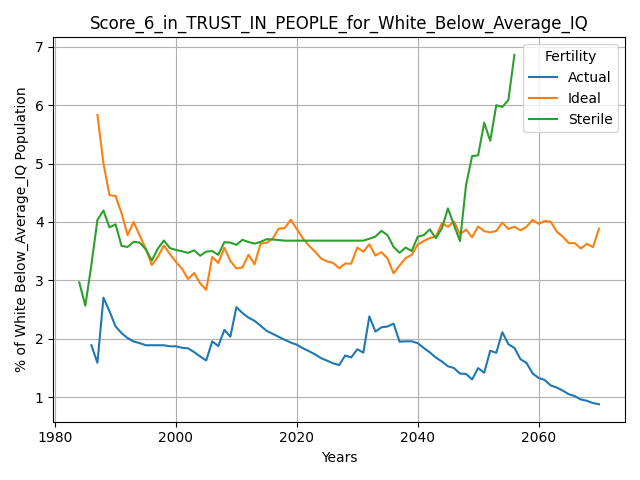 Score_6_in_TRUST_IN_PEOPLE_for_White_Below_Average_IQ
% of White Below_Average_IQ Population
7
6
5
4
3
2
1
Fertility
Actual
Ideal
Sterile
1980
2000
2020
2040
2060
Years